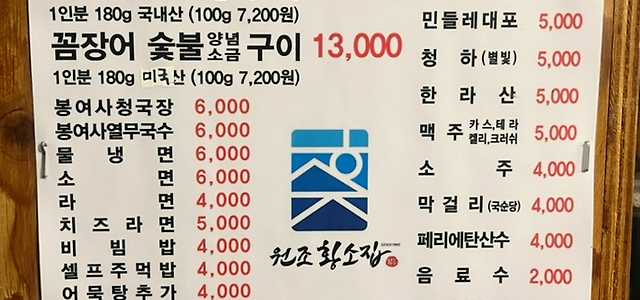 1인분 180g 국내산 (100g 7,200원)
꼼장어 숯불 양념 소금 구이 13,000
1인분 180g 미국산 (100g 7,200원)
봉여사청국장 6,000
봉여사열무국수 6,000
물냉면 6,000
소면 6,000
라면 4,000
치즈라면 5,000
비빔밥 4,000
셀프주먹밥 4,000
어묵탕추가 4,000
원조황소집
민들레대포 5,000
청하(별빛) 5,000
한라산 5,000
맥주 카스,테라 켈리,크러쉬 5,000
소주 4,000
막걸리(국순당) 4,000
페리에탄산수 4,000
음료수 2,000